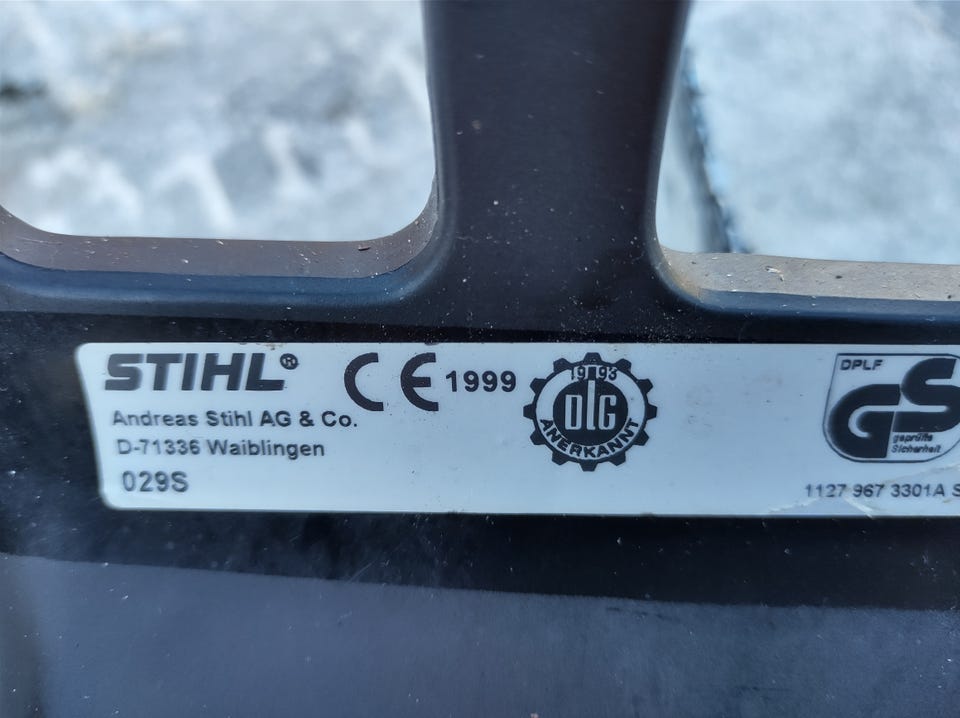 STIHL®
Andreas Stihl AG & Co.
D-71336 Waiblingen
029S
CE 1999
1993
DLG
ANERKANNT
DPLF
GS
geprüfte
Sicherheit
1127 967 3301A S